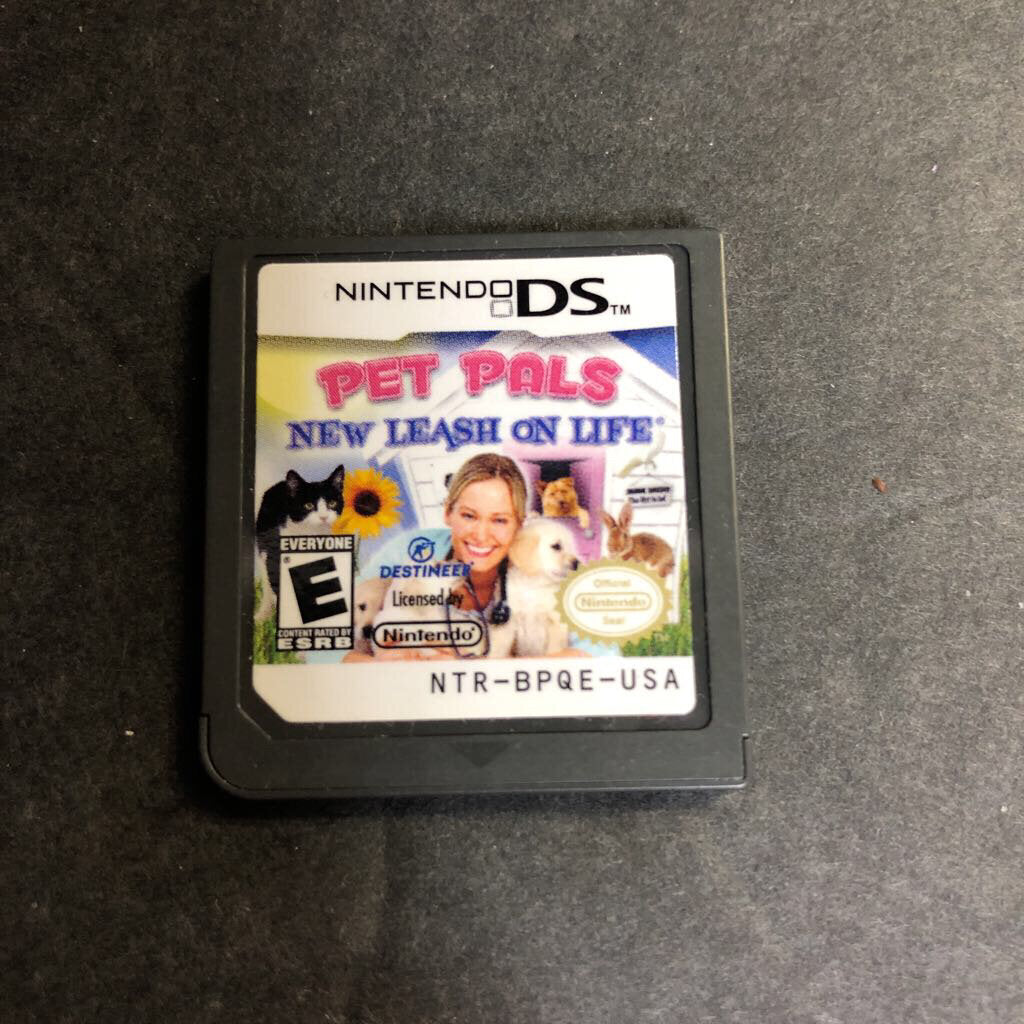 NINTENDO DS™
PET PALS
NEW LEASH ON LIFE®
EVERYONE
E
CONTENT RATED BY
ESRB
DESTINEER
Licensed by
Nintendo®
Official
Nintendo
Seal
NTR-BPQE-USA